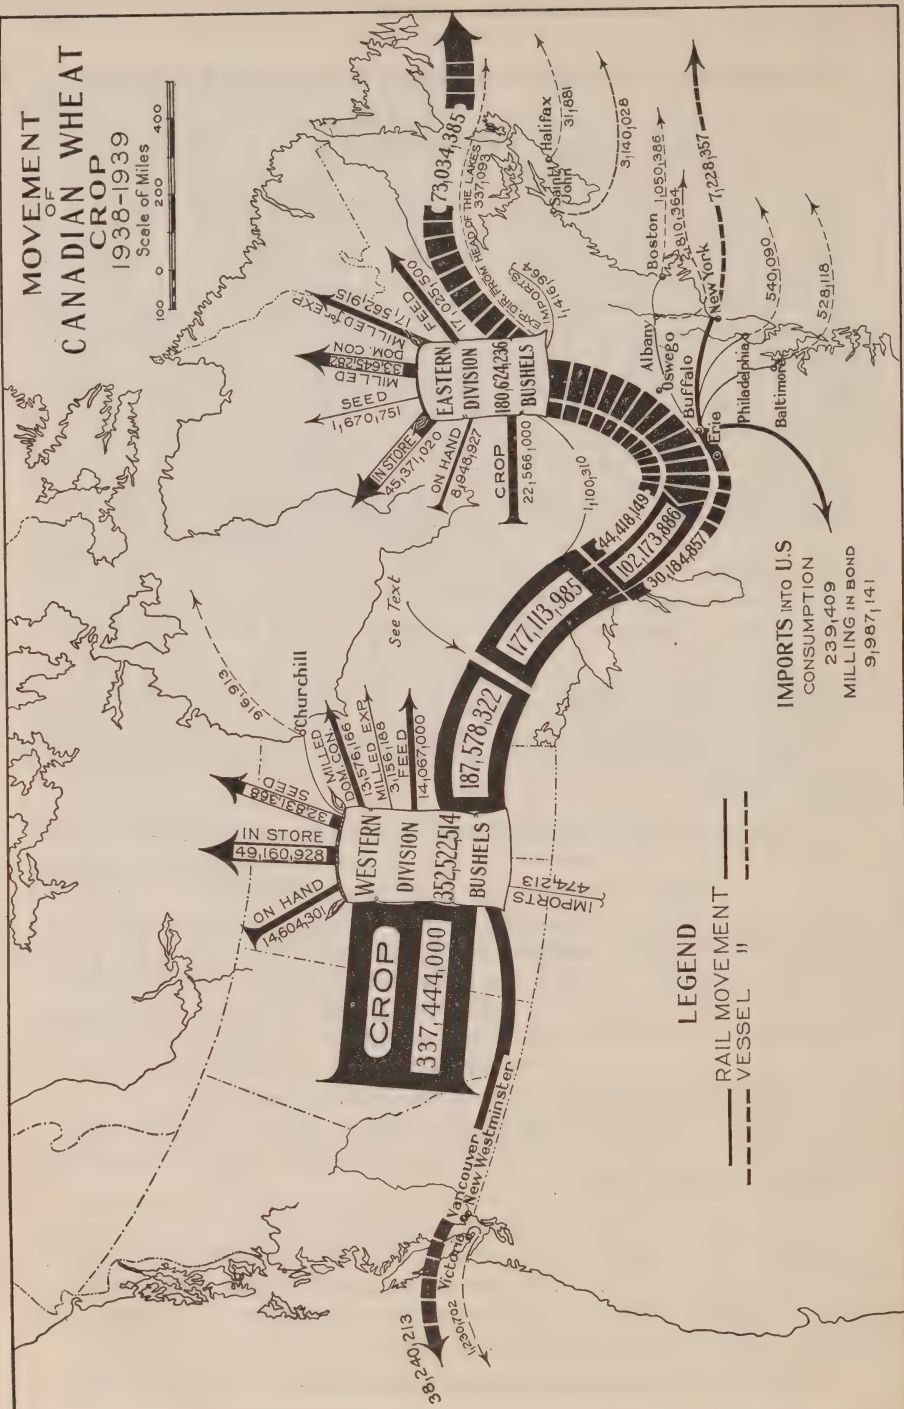 MOVEMENT
OF
CANADIAN WHEAT
CROP
1938-1939
Scale of Miles
100 0 200 400
73,034,385
EXP. DIR. FROM HEAD OF THE LAKES
337,093
IMPORTS
1,416,964
Halifax
31,881
Saint John
3,140,028
Boston 1,050,386
2,810,364
New York
7,228,357
540,090
528,118
Albany
Oswego
Buffalo
Erie
Philadelphia
Baltimore
FEED
17,025,500
MILLED for EXP
17,562,915
MILLED
DOM. CON
33,645,282
SEED
1,970,751
IN STORE
45,371,020
ON HAND
8,948,927
CROP
22,566,000
EASTERN
DIVISION
180,624,236
BUSHELS
1,100,310
44,418,149
102,173,886
30,184,857
177,113,985
See Text
187,578,322
IMPORTS INTO U.S
CONSUMPTION
239,409
MILLING IN BOND
9,987,141
916,913
Churchill
MILLED
DOM. CON.
13,576,166
MILLED EXP
3,156,188
FEED
14,067,000
SEED
32,831,368
IN STORE
49,160,928
ON HAND
14,604,301
WESTERN
DIVISION
352,522,514
BUSHELS
IMPORTS
474,213
CROP
337,444,000
Vancouver
New Westminster
Victoria
1,230,702
38,240,213
LEGEND
RAIL MOVEMENT
VESSEL "